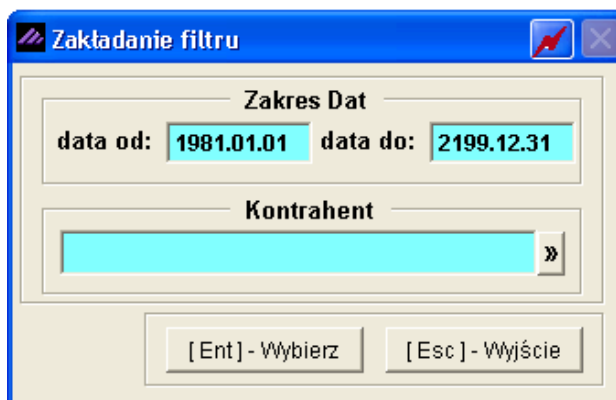 Zakładanie filtru
Zakres Dat
data od: 1981.01.01 data do: 2199.12.31
Kontrahent
»
[ Ent ] - Wybierz [ Esc ] - Wyjście